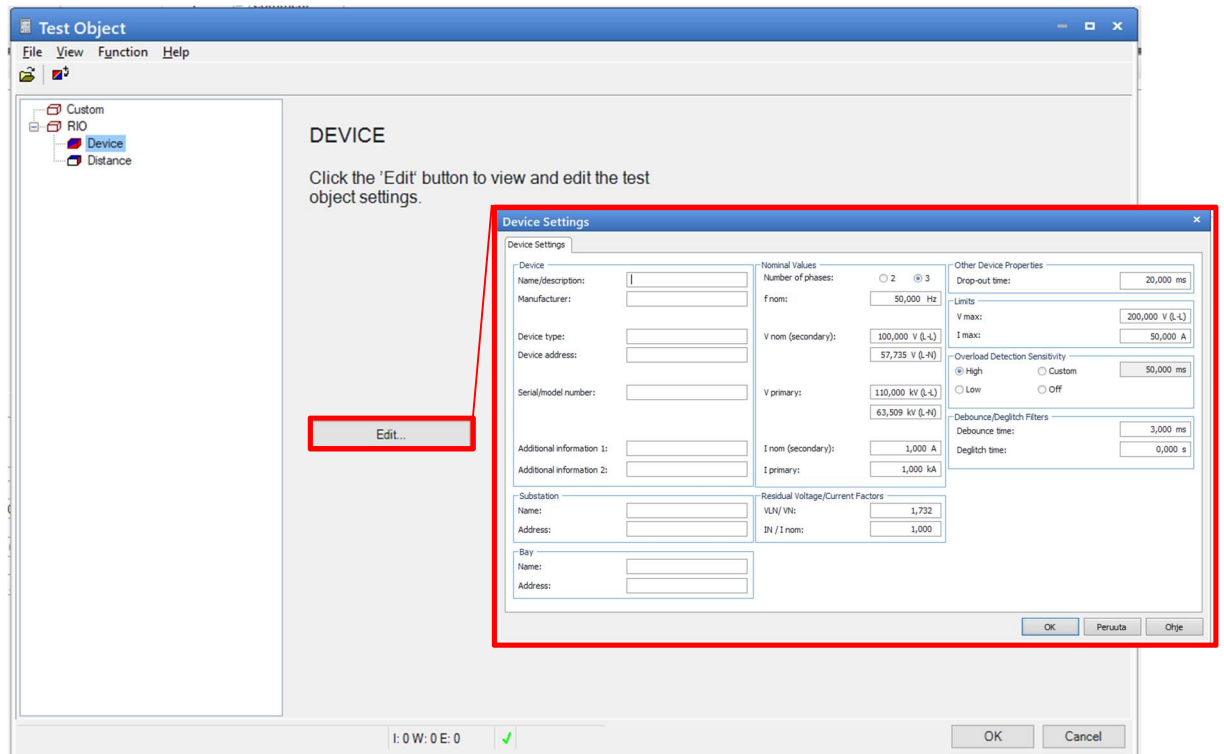 Test Object
File View Function Help
Custom
RIO
Device
Distance
DEVICE
Click the 'Edit' button to view and edit the test
object settings.
Edit...
Device Settings
Device Settings
Device
Name/description:
Manufacturer:
Device type:
Device address:
Serial/model number:
Additional information 1:
Additional information 2:
Substation
Name:
Address:
Bay
Name:
Address:
Nominal Values
Number of phases: 2 3
f nom: 50,000 Hz
V nom (secondary): 100,000 V (L-L)
57,735 V (L-N)
V primary: 110,000 kV (L-L)
63,509 kV (L-N)
I nom (secondary): 1,000 A
I primary: 1,000 kA
Residual Voltage/Current Factors
VLN/ VN: 1,732
IN / I nom: 1,000
Other Device Properties
Drop-out time: 20,000 ms
Limits
V max: 200,000 V (L-L)
I max: 50,000 A
Overload Detection Sensitivity
High Custom 50,000 ms
Low Off
Debounce/Deglitch Filters
Debounce time: 3,000 ms
Deglitch time: 0,000 s
OK Peruuta Ohje
I: 0 W: 0 E: 0
OK Cancel